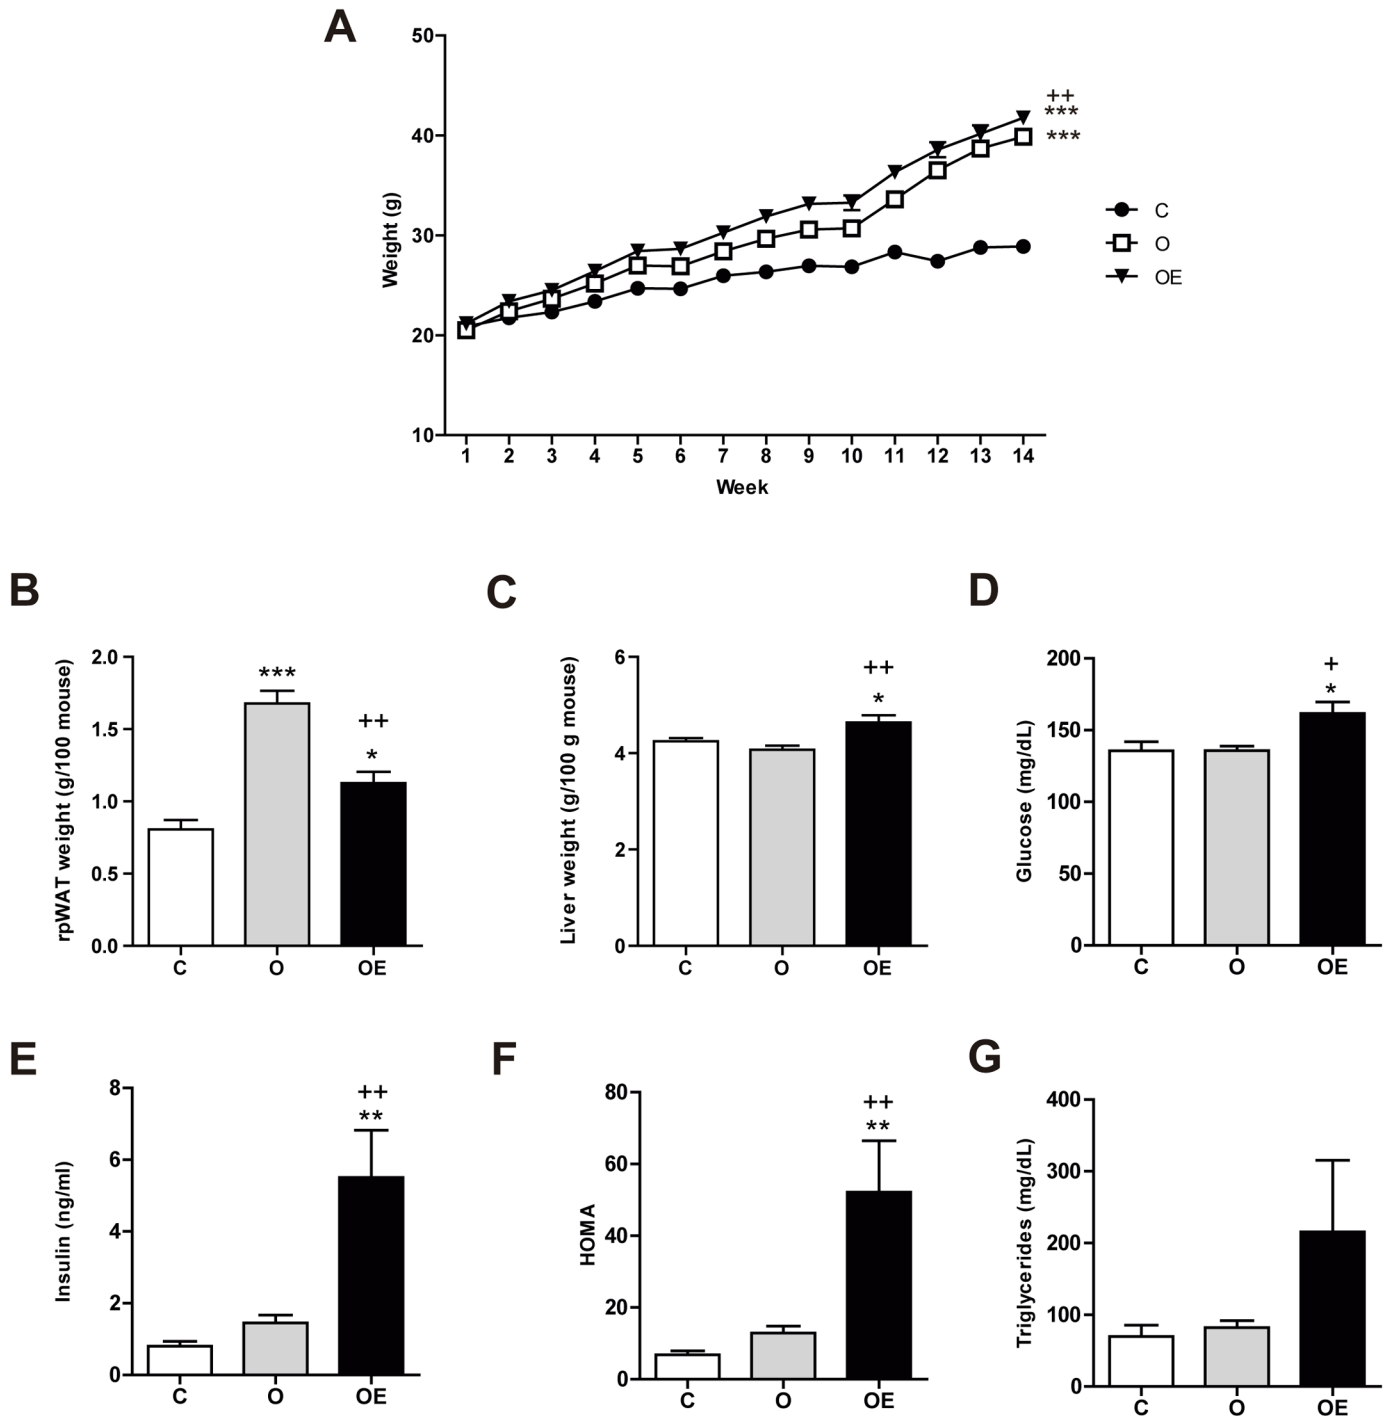 A
50
40
30
20
10
Weight (g)
++
***
***
C
O
OE
1 2 3 4 5 6 7 8 9 10 11 12 13 14
Week
B
2.0
1.5
1.0
0.5
0.0
rpWAT weight (g/100 mouse)
***
++
*
C O OE
C
6
4
2
0
Liver weight (g/100 g mouse)
++
*
C O OE
D
200
150
100
50
0
Glucose (mg/dL)
+
*
C O OE
E
8
6
4
2
0
Insulin (ng/ml)
++
**
C O OE
F
80
60
40
20
0
HOMA
++
**
C O OE
G
400
300
200
100
0
Triglycerides (mg/dL)
C O OE